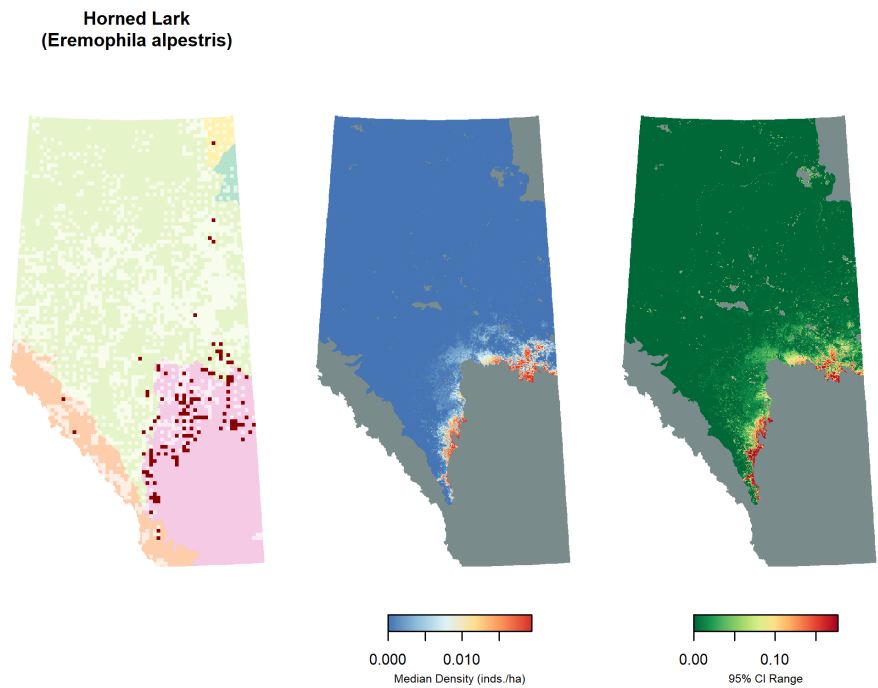 Horned Lark
(Eremophila alpestris)
0.000 0.010
Median Density (inds./ha)
0.00 0.10
95% CI Range